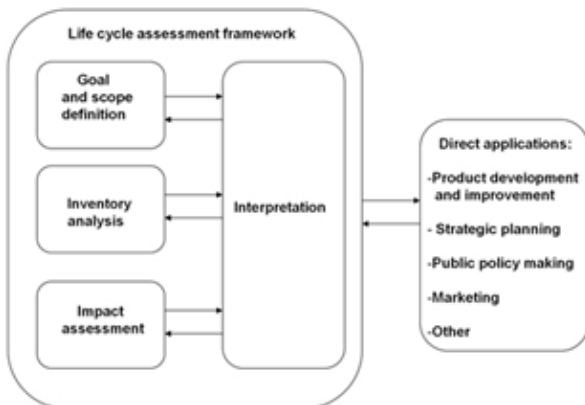 Life cycle assessment framework
Goal
and scope
definition
Inventory
analysis
Impact
assessment
Interpretation
Direct applications:
-Product development
and improvement
- Strategic planning
-Public policy making
-Marketing
-Other